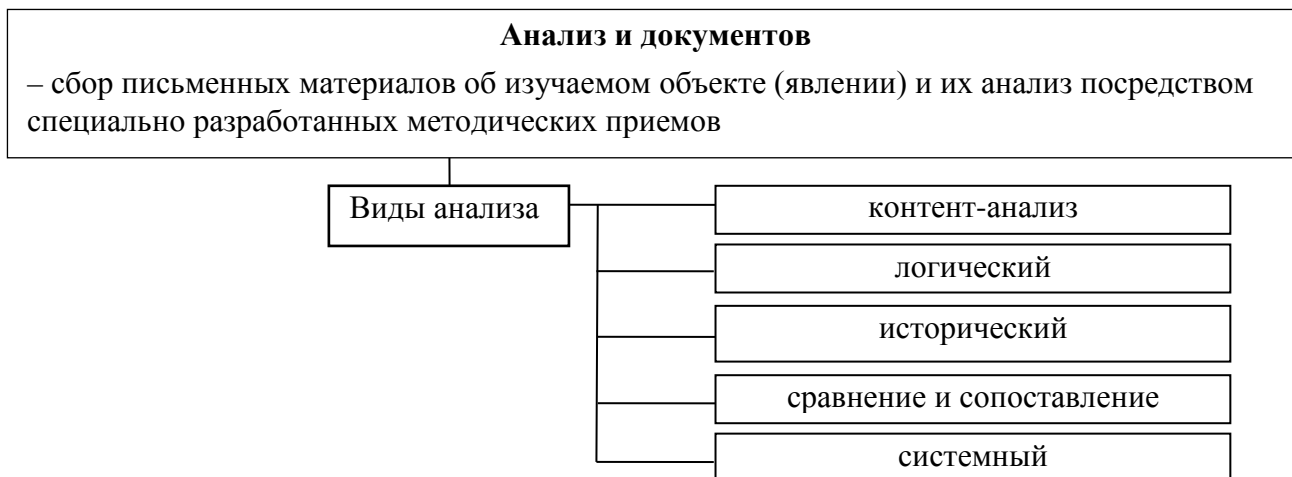 Анализ и документов
– сбор письменных материалов об изучаемом объекте (явлении) и их анализ посредством
специально разработанных методических приемов
Виды анализа
контент-анализ
логический
исторический
сравнение и сопоставление
системный